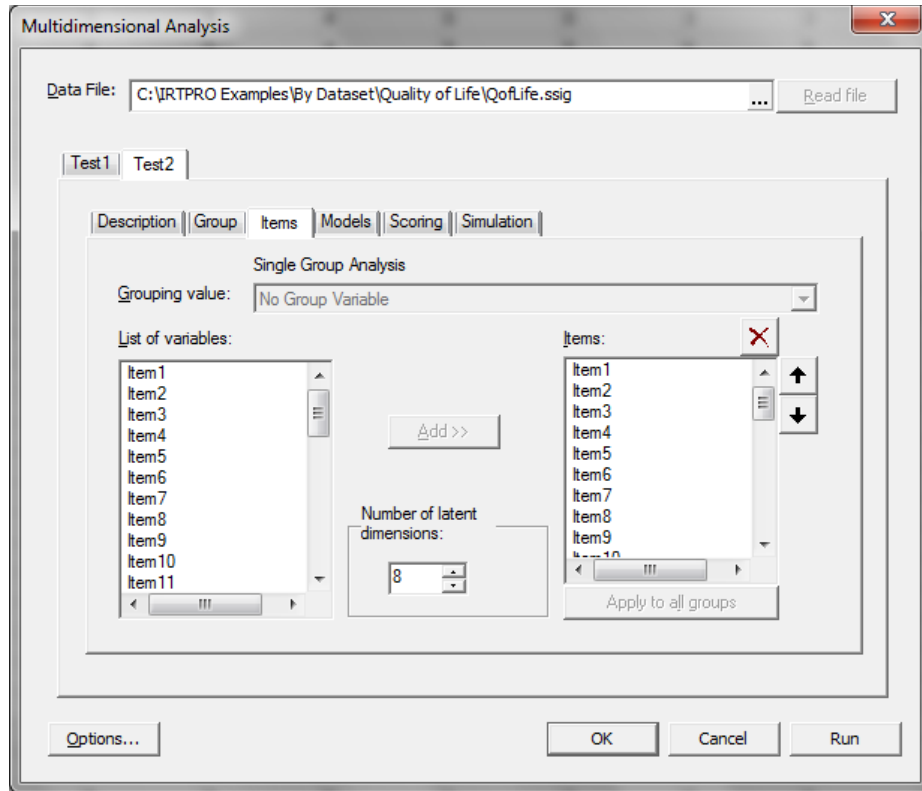 Multidimensional Analysis
Data File: C:\IRTPRO Examples\By Dataset\Quality of Life\QofLife.ssig ... Read file
Test1 Test2
Description Group Items Models Scoring Simulation
Single Group Analysis
Grouping value: No Group Variable
List of variables:
Item1
Item2
Item3
Item4
Item5
Item6
Item7
Item8
Item9
Item10
Item11
Add >>
Number of latent
dimensions:
8
Items:
Item1
Item2
Item3
Item4
Item5
Item6
Item7
Item8
Item9
Item10
Apply to all groups
Options... OK Cancel Run